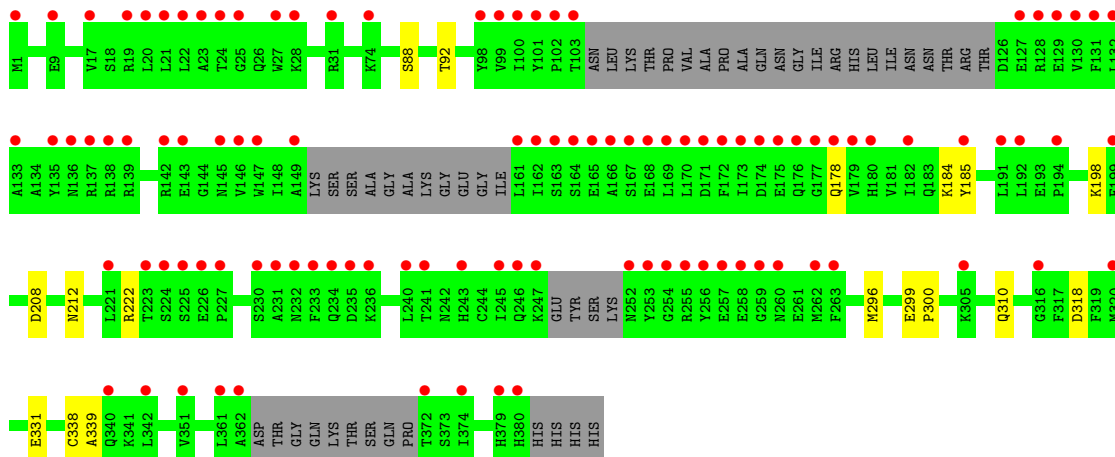 M1 E9 V17 S18 R19 L20 L21 L22 A23 T24 G25 Q26 W27 K28 R31 K74 S88 T92 Y98 V99 I100 Y101 P102 T103 ASN LEU LYS THR PRO VAL ALA PRO ALA GLN ASN GLY ILE ARG HIS LEU ILE ASN ASN THR ARG THR D126 E127 R128 E129 V130 F131 L132
A133 A134 Y135 N136 R137 R138 R139 R142 E143 G144 N145 V146 W147 I148 A149 LYS SER SER ALA GLY ALA LYS GLY GLU GLY ILE L161 I162 S163 S164 E165 A166 S167 E168 L169 L170 D171 F172 I173 D174 E175 Q176 G177 Q178 V179 H180 V181 I182 Q183 K184 Y185 L191 L192 E193 P194 K198 E199
D208 N212 L221 R222 T223 S224 S225 E226 P227 S230 A231 N232 F233 Q234 D235 K236 L240 T241 N242 H243 C244 I245 Q246 K247 GLU TYR SER LYS N252 Y253 G254 R255 Y256 E257 E258 G259 N260 E261 M262 F263 M296 E299 P300 K305 Q310 G316 F317 D318 F319 M320
E331 C338 A339 Q340 K341 L342 V351 L361 A362 ASP THR GLY GLN LYS THR SER GLN PRO T372 S373 I374 H379 H380 HIS HIS HIS HIS